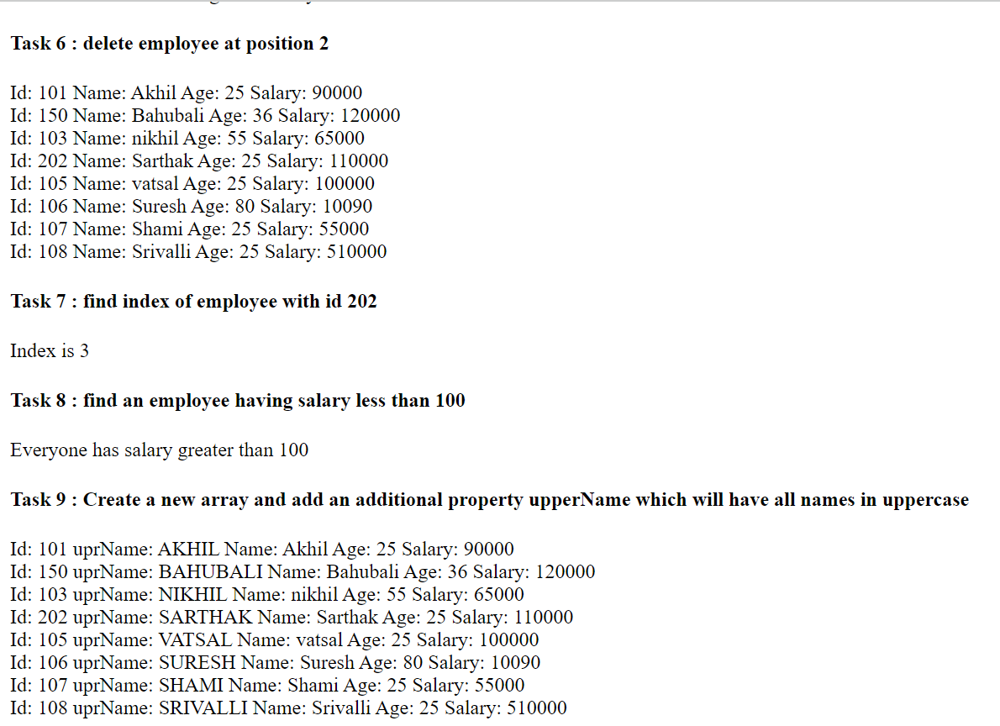 Task 6 : delete employee at position 2
Id: 101 Name: Akhil Age: 25 Salary: 90000
Id: 150 Name: Bahubali Age: 36 Salary: 120000
Id: 103 Name: nikhil Age: 55 Salary: 65000
Id: 202 Name: Sarthak Age: 25 Salary: 110000
Id: 105 Name: vatsal Age: 25 Salary: 100000
Id: 106 Name: Suresh Age: 80 Salary: 10090
Id: 107 Name: Shami Age: 25 Salary: 55000
Id: 108 Name: Srivalli Age: 25 Salary: 510000
Task 7 : find index of employee with id 202
Index is 3
Task 8 : find an employee having salary less than 100
Everyone has salary greater than 100
Task 9 : Create a new array and add an additional property upperName which will have all names in uppercase
Id: 101 uprName: AKHIL Name: Akhil Age: 25 Salary: 90000
Id: 150 uprName: BAHUBALI Name: Bahubali Age: 36 Salary: 120000
Id: 103 uprName: NIKHIL Name: nikhil Age: 55 Salary: 65000
Id: 202 uprName: SARTHAK Name: Sarthak Age: 25 Salary: 110000
Id: 105 uprName: VATSAL Name: vatsal Age: 25 Salary: 100000
Id: 106 uprName: SURESH Name: Suresh Age: 80 Salary: 10090
Id: 107 uprName: SHAMI Name: Shami Age: 25 Salary: 55000
Id: 108 uprName: SRIVALLI Name: Srivalli Age: 25 Salary: 510000